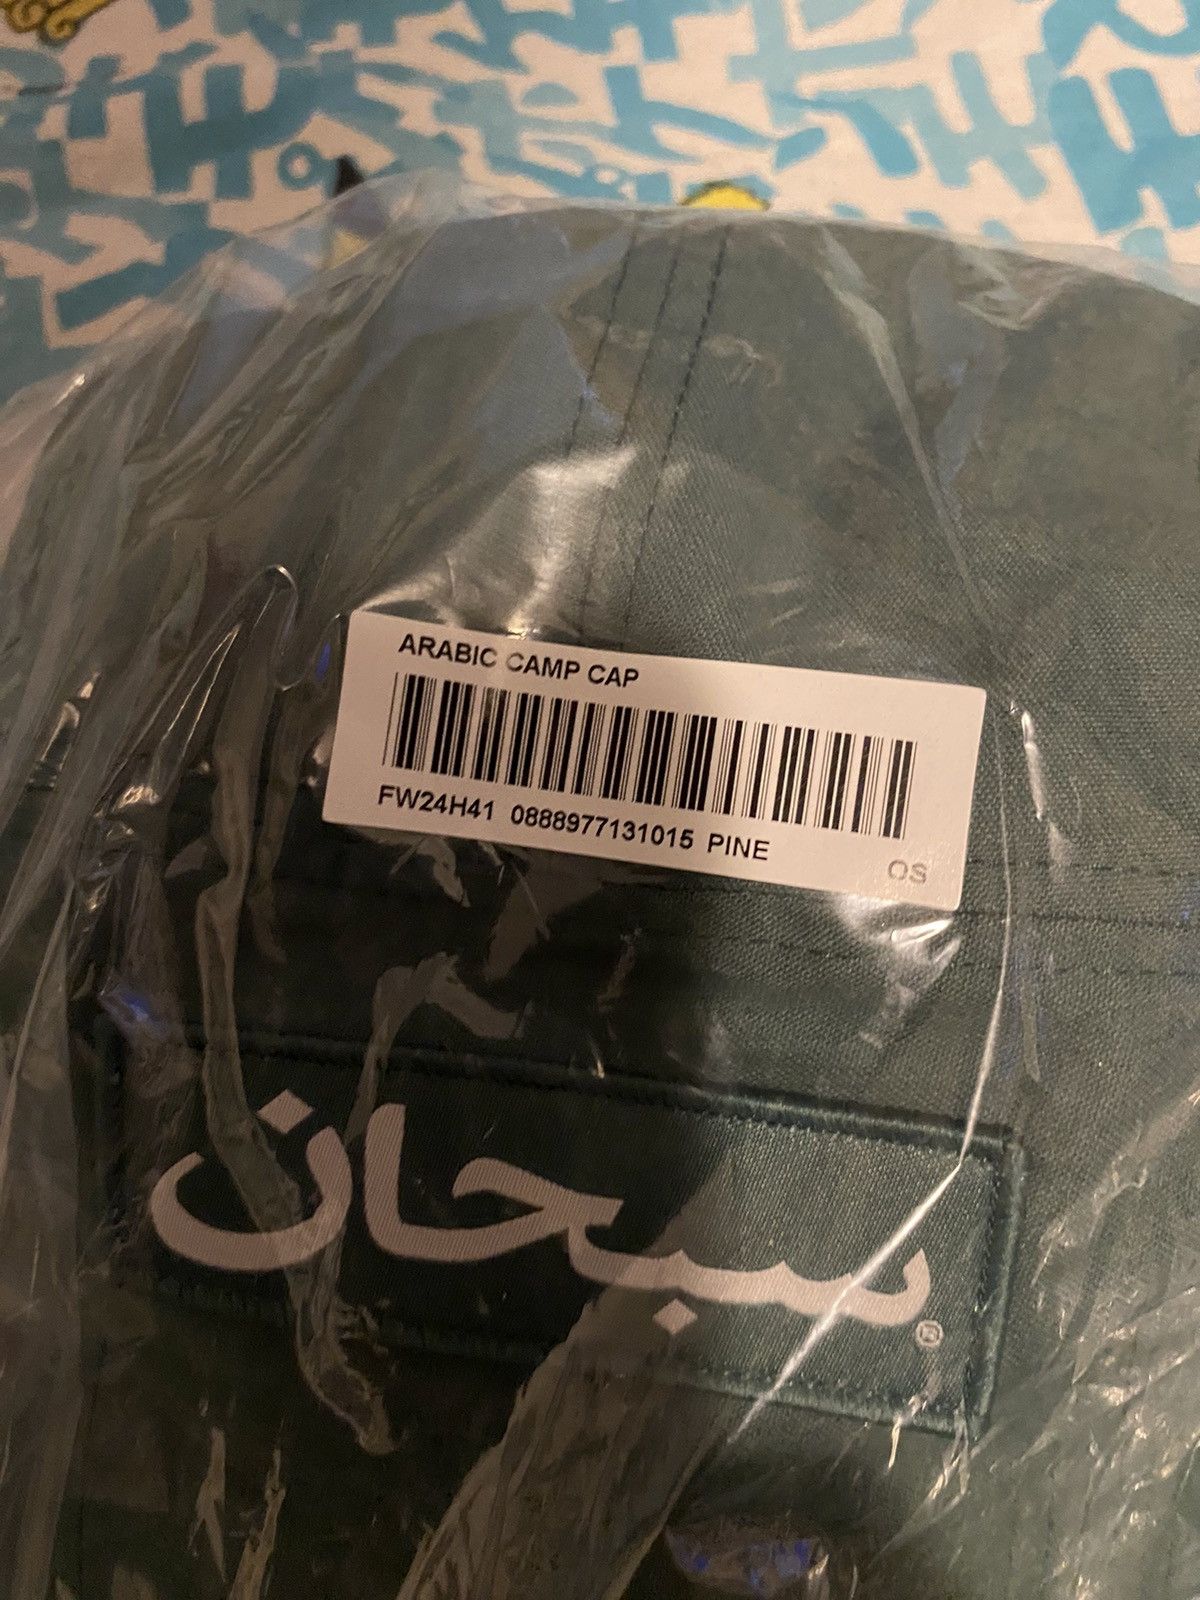 ARABIC CAMP CAP
FW24H41 0888977131015 PINE
OS
سبحان
®